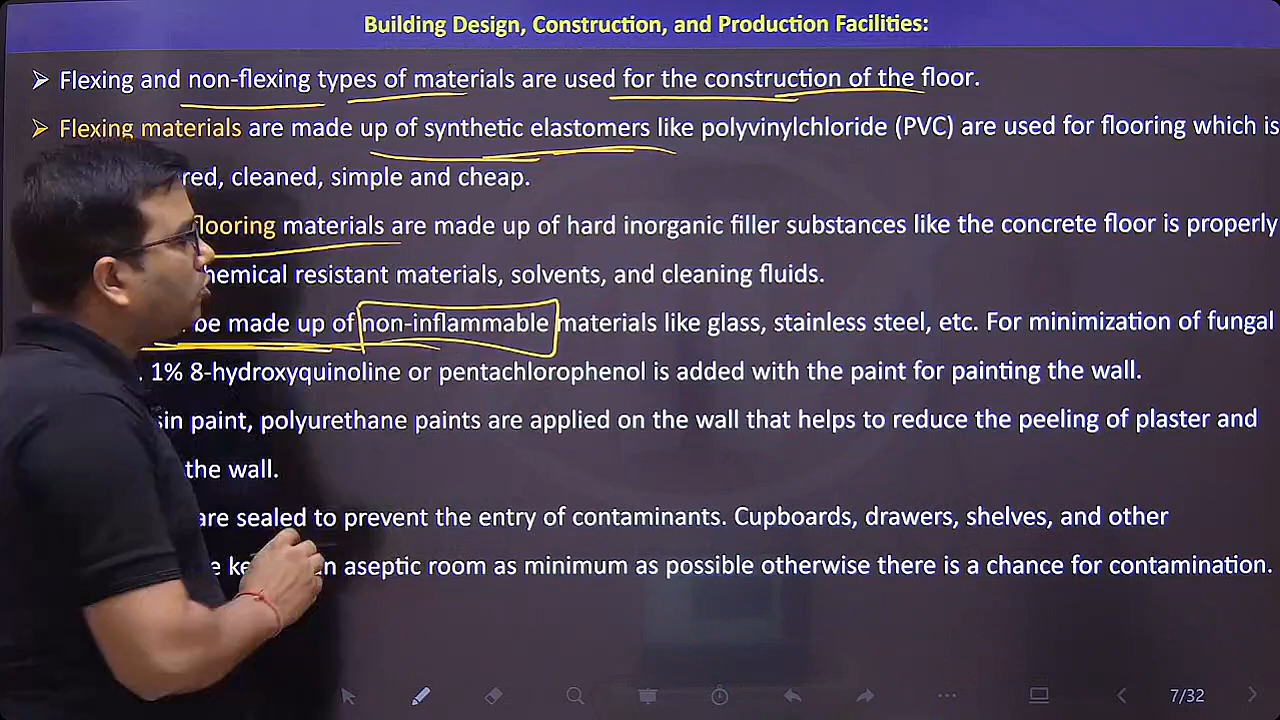 Building Design, Construction, and Production Facilities:
➢ Flexing and non-flexing types of materials are used for the construction of the floor.
➢ Flexing materials are made up of synthetic elastomers like polyvinylchloride (PVC) are used for flooring which is
cleaned, simple and cheap.
materials are made up of hard inorganic filler substances like the concrete floor is properly
resistant materials, solvents, and cleaning fluids.
be made up of non-inflammable materials like glass, stainless steel, etc. For minimization of fungal
1% 8-hydroxyquinoline or pentachlorophenol is added with the paint for painting the wall.
paint, polyurethane paints are applied on the wall that helps to reduce the peeling of plaster and
the wall.
are sealed to prevent the entry of contaminants. Cupboards, drawers, shelves, and other
aseptic room as minimum as possible otherwise there is a chance for contamination.
7/32